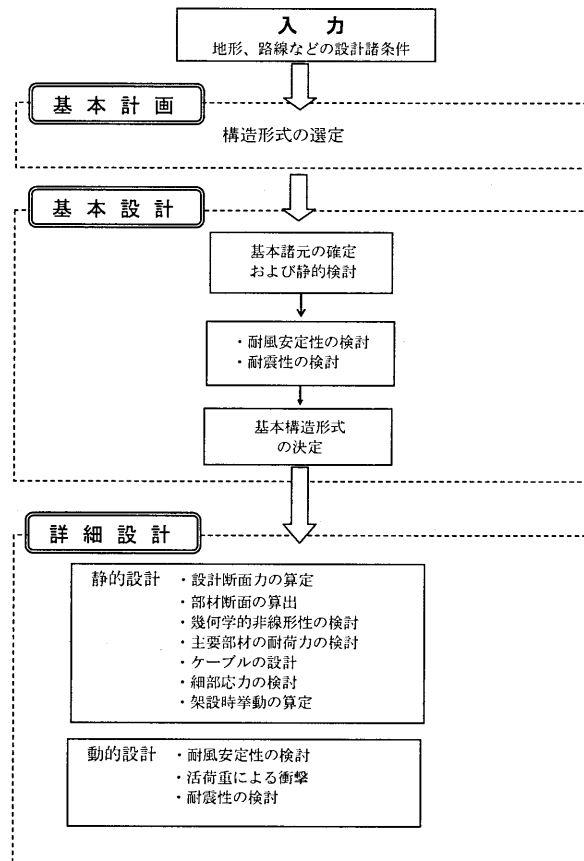 入 力
地形、路線などの設計諸条件
基 本 計 画
構造形式の選定
基 本 設 計
基本諸元の確定
および静的検討
・耐風安定性の検討
・耐震性の検討
基本構造形式
の決定
詳 細 設 計
静的設計 ・設計断面力の算定
・部材断面の算出
・幾何学的非線形性の検討
・主要部材の耐荷力の検討
・ケーブルの設計
・細部応力の検討
・架設時挙動の算定
動的設計 ・耐風安定性の検討
・活荷重による衝撃
・耐震性の検討